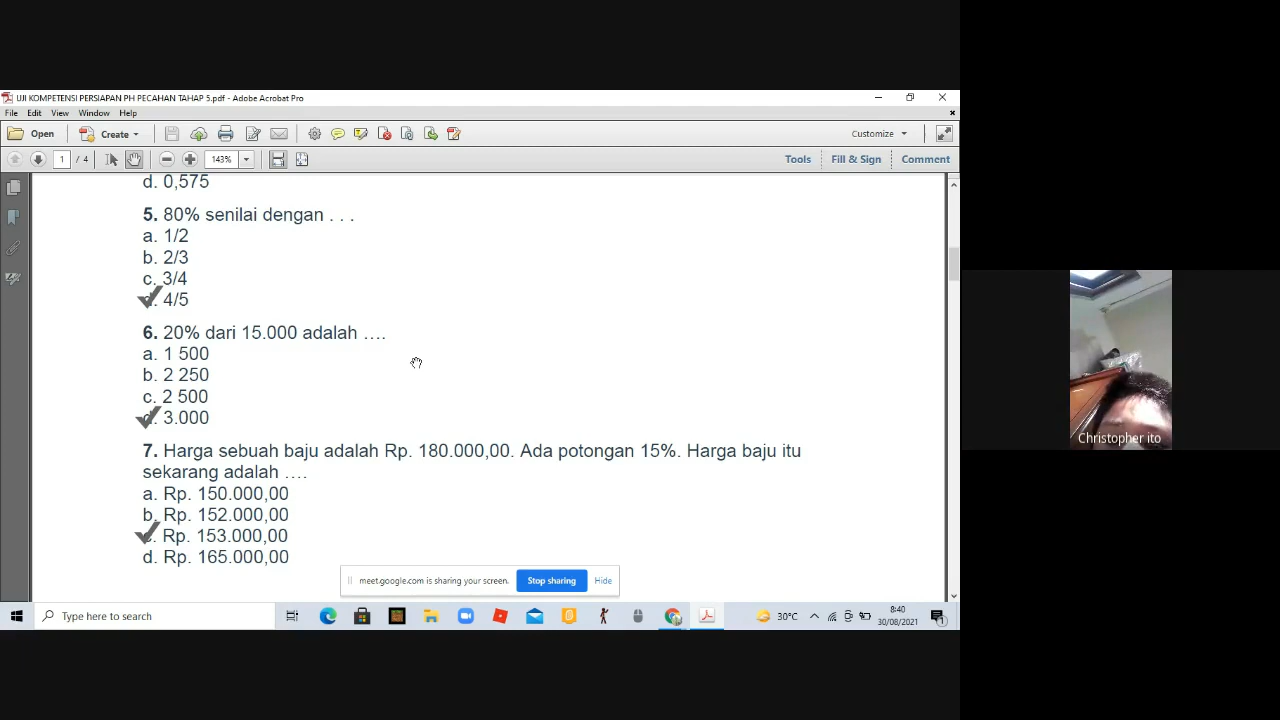 UJI KOMPETENSI PERSIAPAN PH PECAHAN TAHAP 5.pdf - Adobe Acrobat Pro
File Edit View Window Help
Open Create Customize
1 / 4 143% Tools Fill & Sign Comment
d. 0,575
5. 80% senilai dengan . . .
a. 1/2
b. 2/3
c. 3/4
4/5
6. 20% dari 15.000 adalah ....
a. 1 500
b. 2 250
c. 2 500
3.000
7. Harga sebuah baju adalah Rp. 180.000,00. Ada potongan 15%. Harga baju itu
sekarang adalah ....
a. Rp. 150.000,00
b. Rp. 152.000,00
Rp. 153.000,00
d. Rp. 165.000,00
meet.google.com is sharing your screen. Stop sharing Hide
Type here to search 30°C 8:40
30/08/2021
Christopher ito